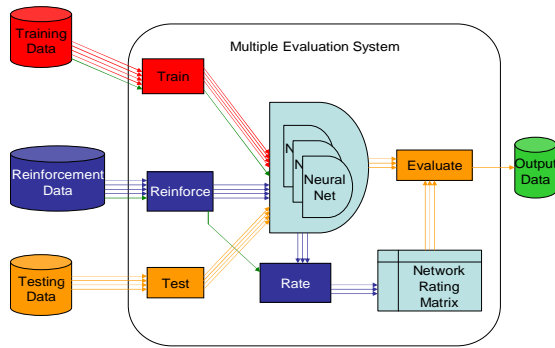 Training
Data
Multiple Evaluation System
Train
Reinforcement
Data
Reinforce
N
N
Neural
Net
Evaluate
Output
Data
Testing
Data
Test
Rate
Network
Rating
Matrix